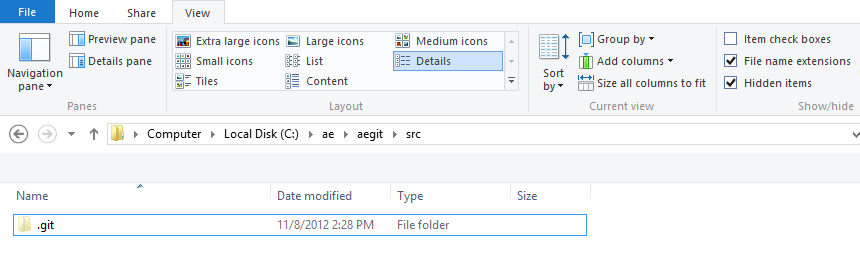 File Home Share View
Preview pane Extra large icons Large icons Medium icons Group by Item check boxes
Details pane Small icons List Details Add columns File name extensions
Navigation pane Tiles Content Sort by Size all columns to fit Hidden items
Panes Layout Current view Show/hide
Computer Local Disk (C:) ae aegit src
Name Date modified Type Size
.git 11/8/2012 2:28 PM File folder